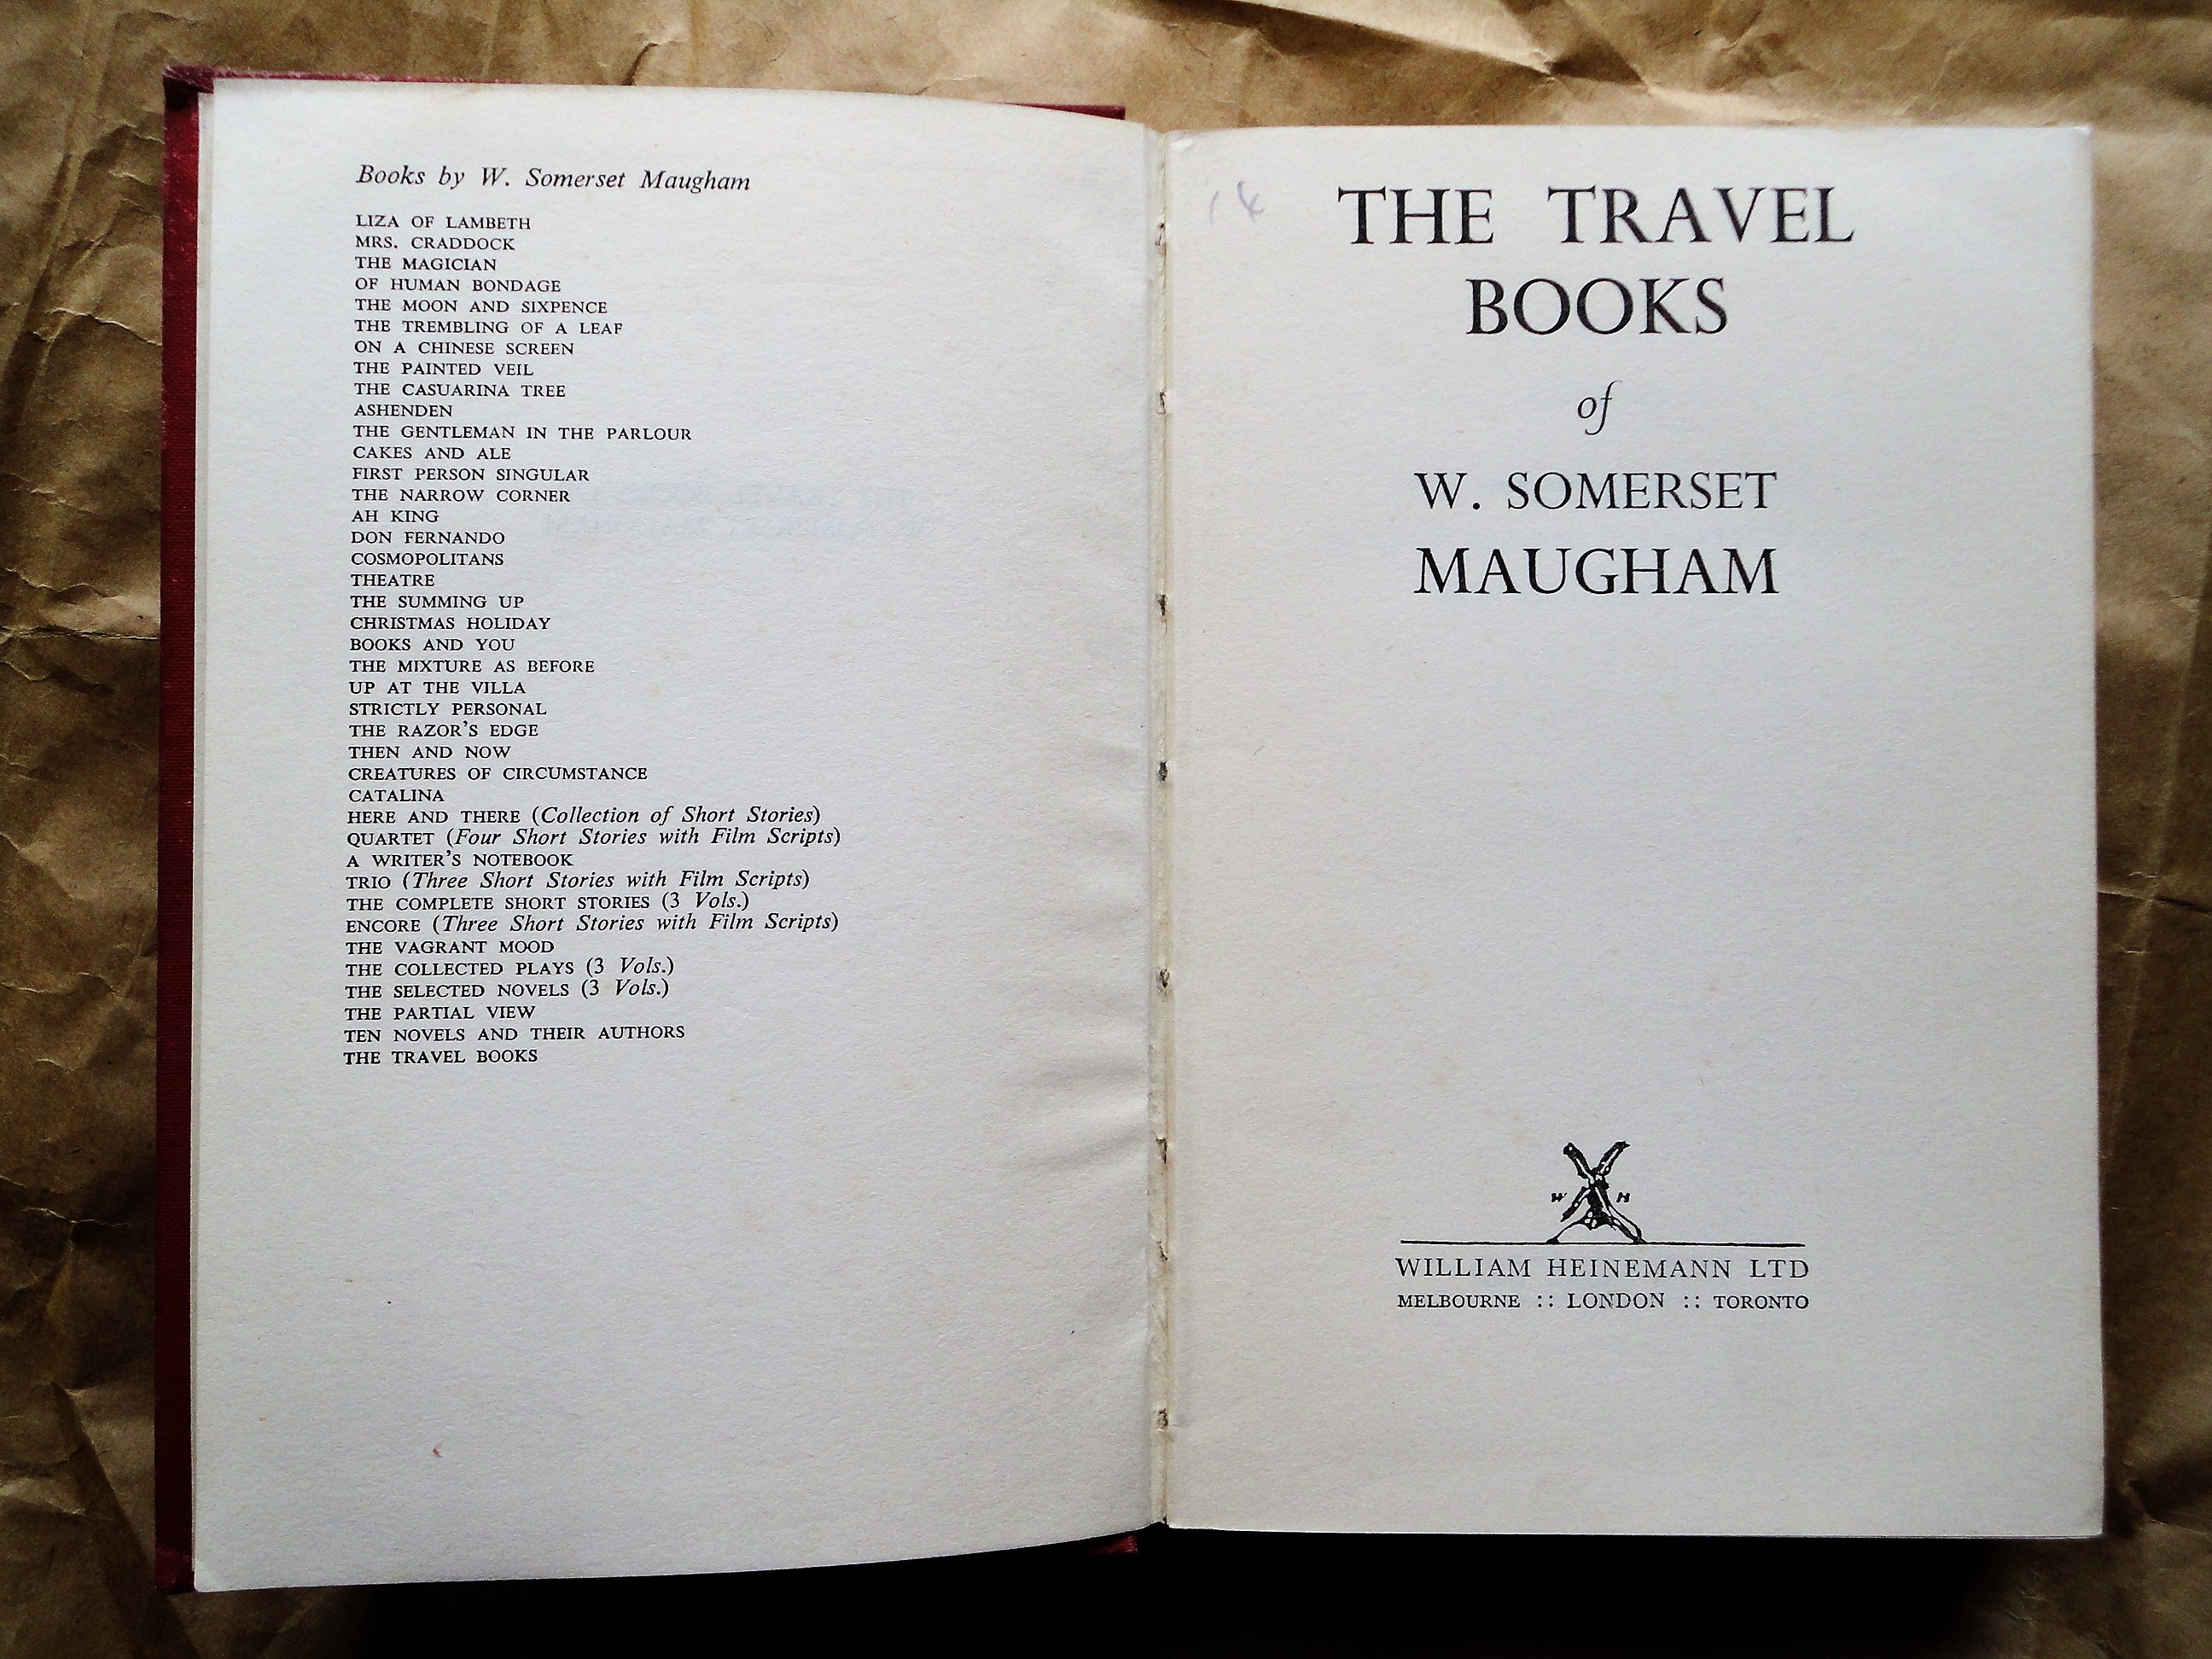 Books by W. Somerset Maugham
LIZA OF LAMBETH
MRS. CRADDOCK
THE MAGICIAN
OF HUMAN BONDAGE
THE MOON AND SIXPENCE
THE TREMBLING OF A LEAF
ON A CHINESE SCREEN
THE PAINTED VEIL
THE CASUARINA TREE
ASHENDEN
THE GENTLEMAN IN THE PARLOUR
CAKES AND ALE
FIRST PERSON SINGULAR
THE NARROW CORNER
AH KING
DON FERNANDO
COSMOPOLITANS
THEATRE
THE SUMMING UP
CHRISTMAS HOLIDAY
BOOKS AND YOU
THE MIXTURE AS BEFORE
UP AT THE VILLA
STRICTLY PERSONAL
THE RAZOR'S EDGE
THEN AND NOW
CREATURES OF CIRCUMSTANCE
CATALINA
HERE AND THERE (Collection of Short Stories)
QUARTET (Four Short Stories with Film Scripts)
A WRITER'S NOTEBOOK
TRIO (Three Short Stories with Film Scripts)
THE COMPLETE SHORT STORIES (3 Vols.)
ENCORE (Three Short Stories with Film Scripts)
THE VAGRANT MOOD
THE COLLECTED PLAYS (3 Vols.)
THE SELECTED NOVELS (3 Vols.)
THE PARTIAL VIEW
TEN NOVELS AND THEIR AUTHORS
THE TRAVEL BOOKS
THE TRAVEL
BOOKS
of
W. SOMERSET
MAUGHAM
W H
WILLIAM HEINEMANN LTD
MELBOURNE :: LONDON :: TORONTO